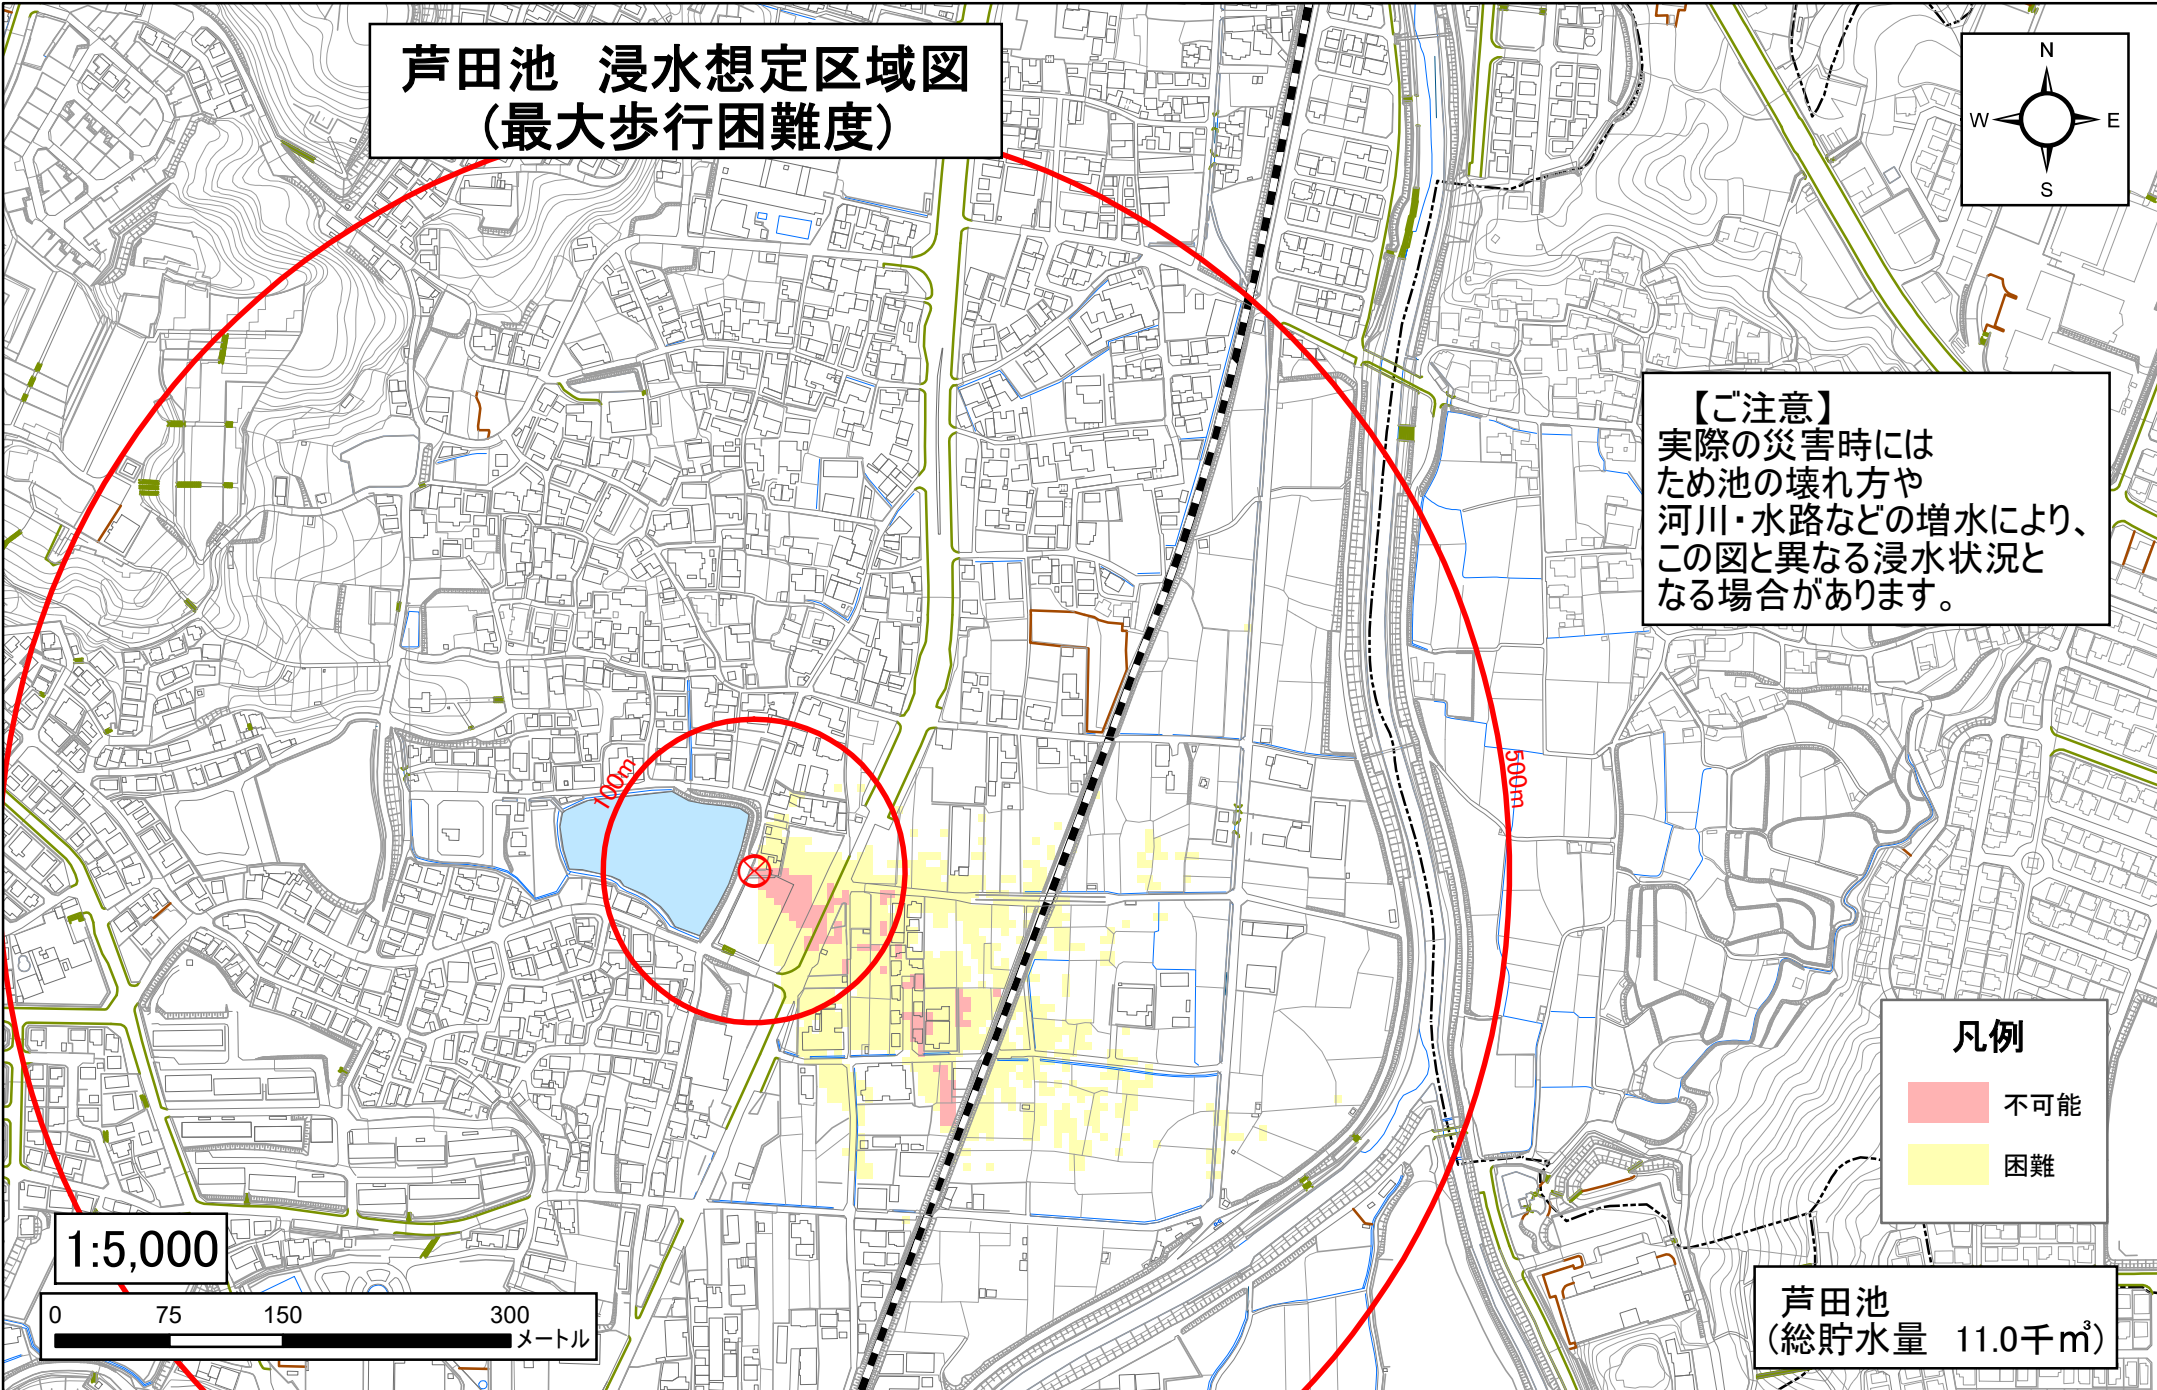 芦田池 浸水想定区域図
(最大歩行困難度)
N
W E
S
【ご注意】
実際の災害時には
ため池の壊れ方や
河川・水路などの増水により、
この図と異なる浸水状況と
なる場合があります。
100m
500m
凡例
不可能
困難
1:5,000
0 75 150 300
メートル
芦田池
(総貯水量 11.0千㎥)